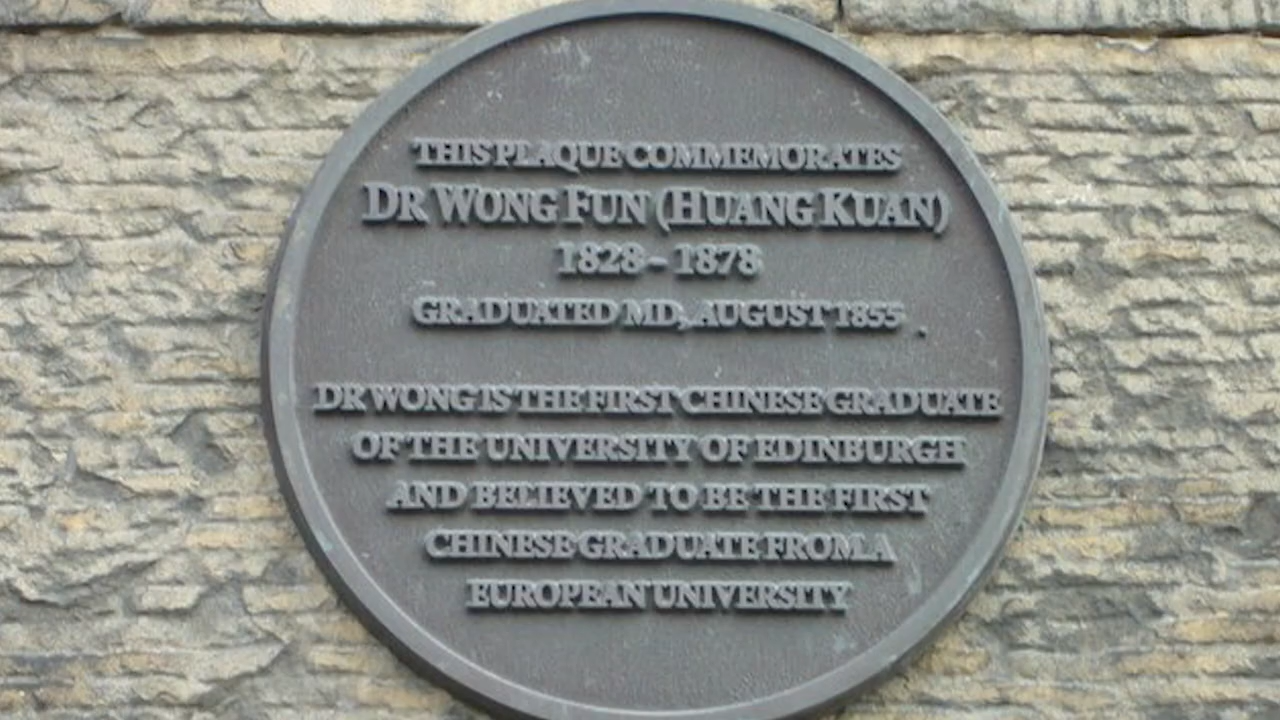 THIS PLAQUE COMMEMORATES
DR WONG FUN (HUANG KUAN)
1828 - 1878
GRADUATED MD, AUGUST 1855
DR WONG IS THE FIRST CHINESE GRADUATE
OF THE UNIVERSITY OF EDINBURGH
AND BELIEVED TO BE THE FIRST
CHINESE GRADUATE FROM A
EUROPEAN UNIVERSITY